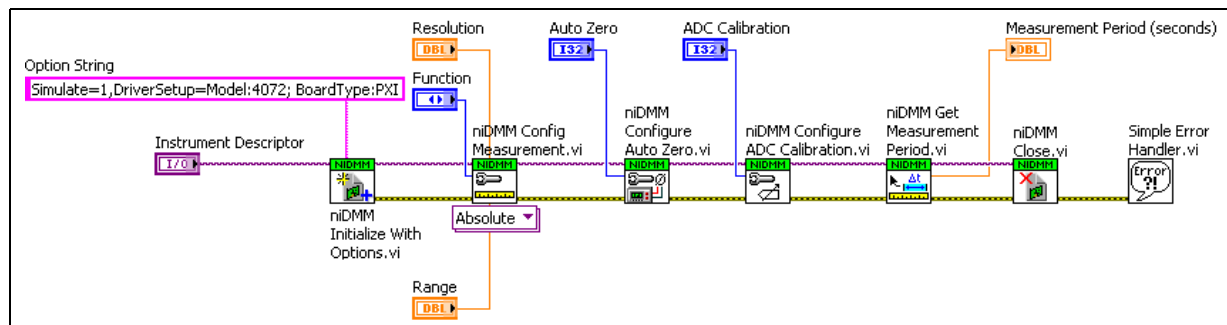 Resolution
Auto Zero
ADC Calibration
Measurement Period (seconds)
DBL
I32
I32
DBL
Option String
Simulate=1,DriverSetup=Model:4072; BoardType:PXI
Function
niDMM Config
Measurement.vi
niDMM
Configure
Auto Zero.vi
niDMM Configure
ADC Calibration.vi
niDMM Get
Measurement
Period.vi
niDMM
Close.vi
Simple Error
Handler.vi
Instrument Descriptor
I/O
NIDMM
NIDMM
NIDMM
NIDMM
NIDMM
NIDMM
Δt
Error
?!
niDMM
Initialize With
Options.vi
Absolute
Range
DBL